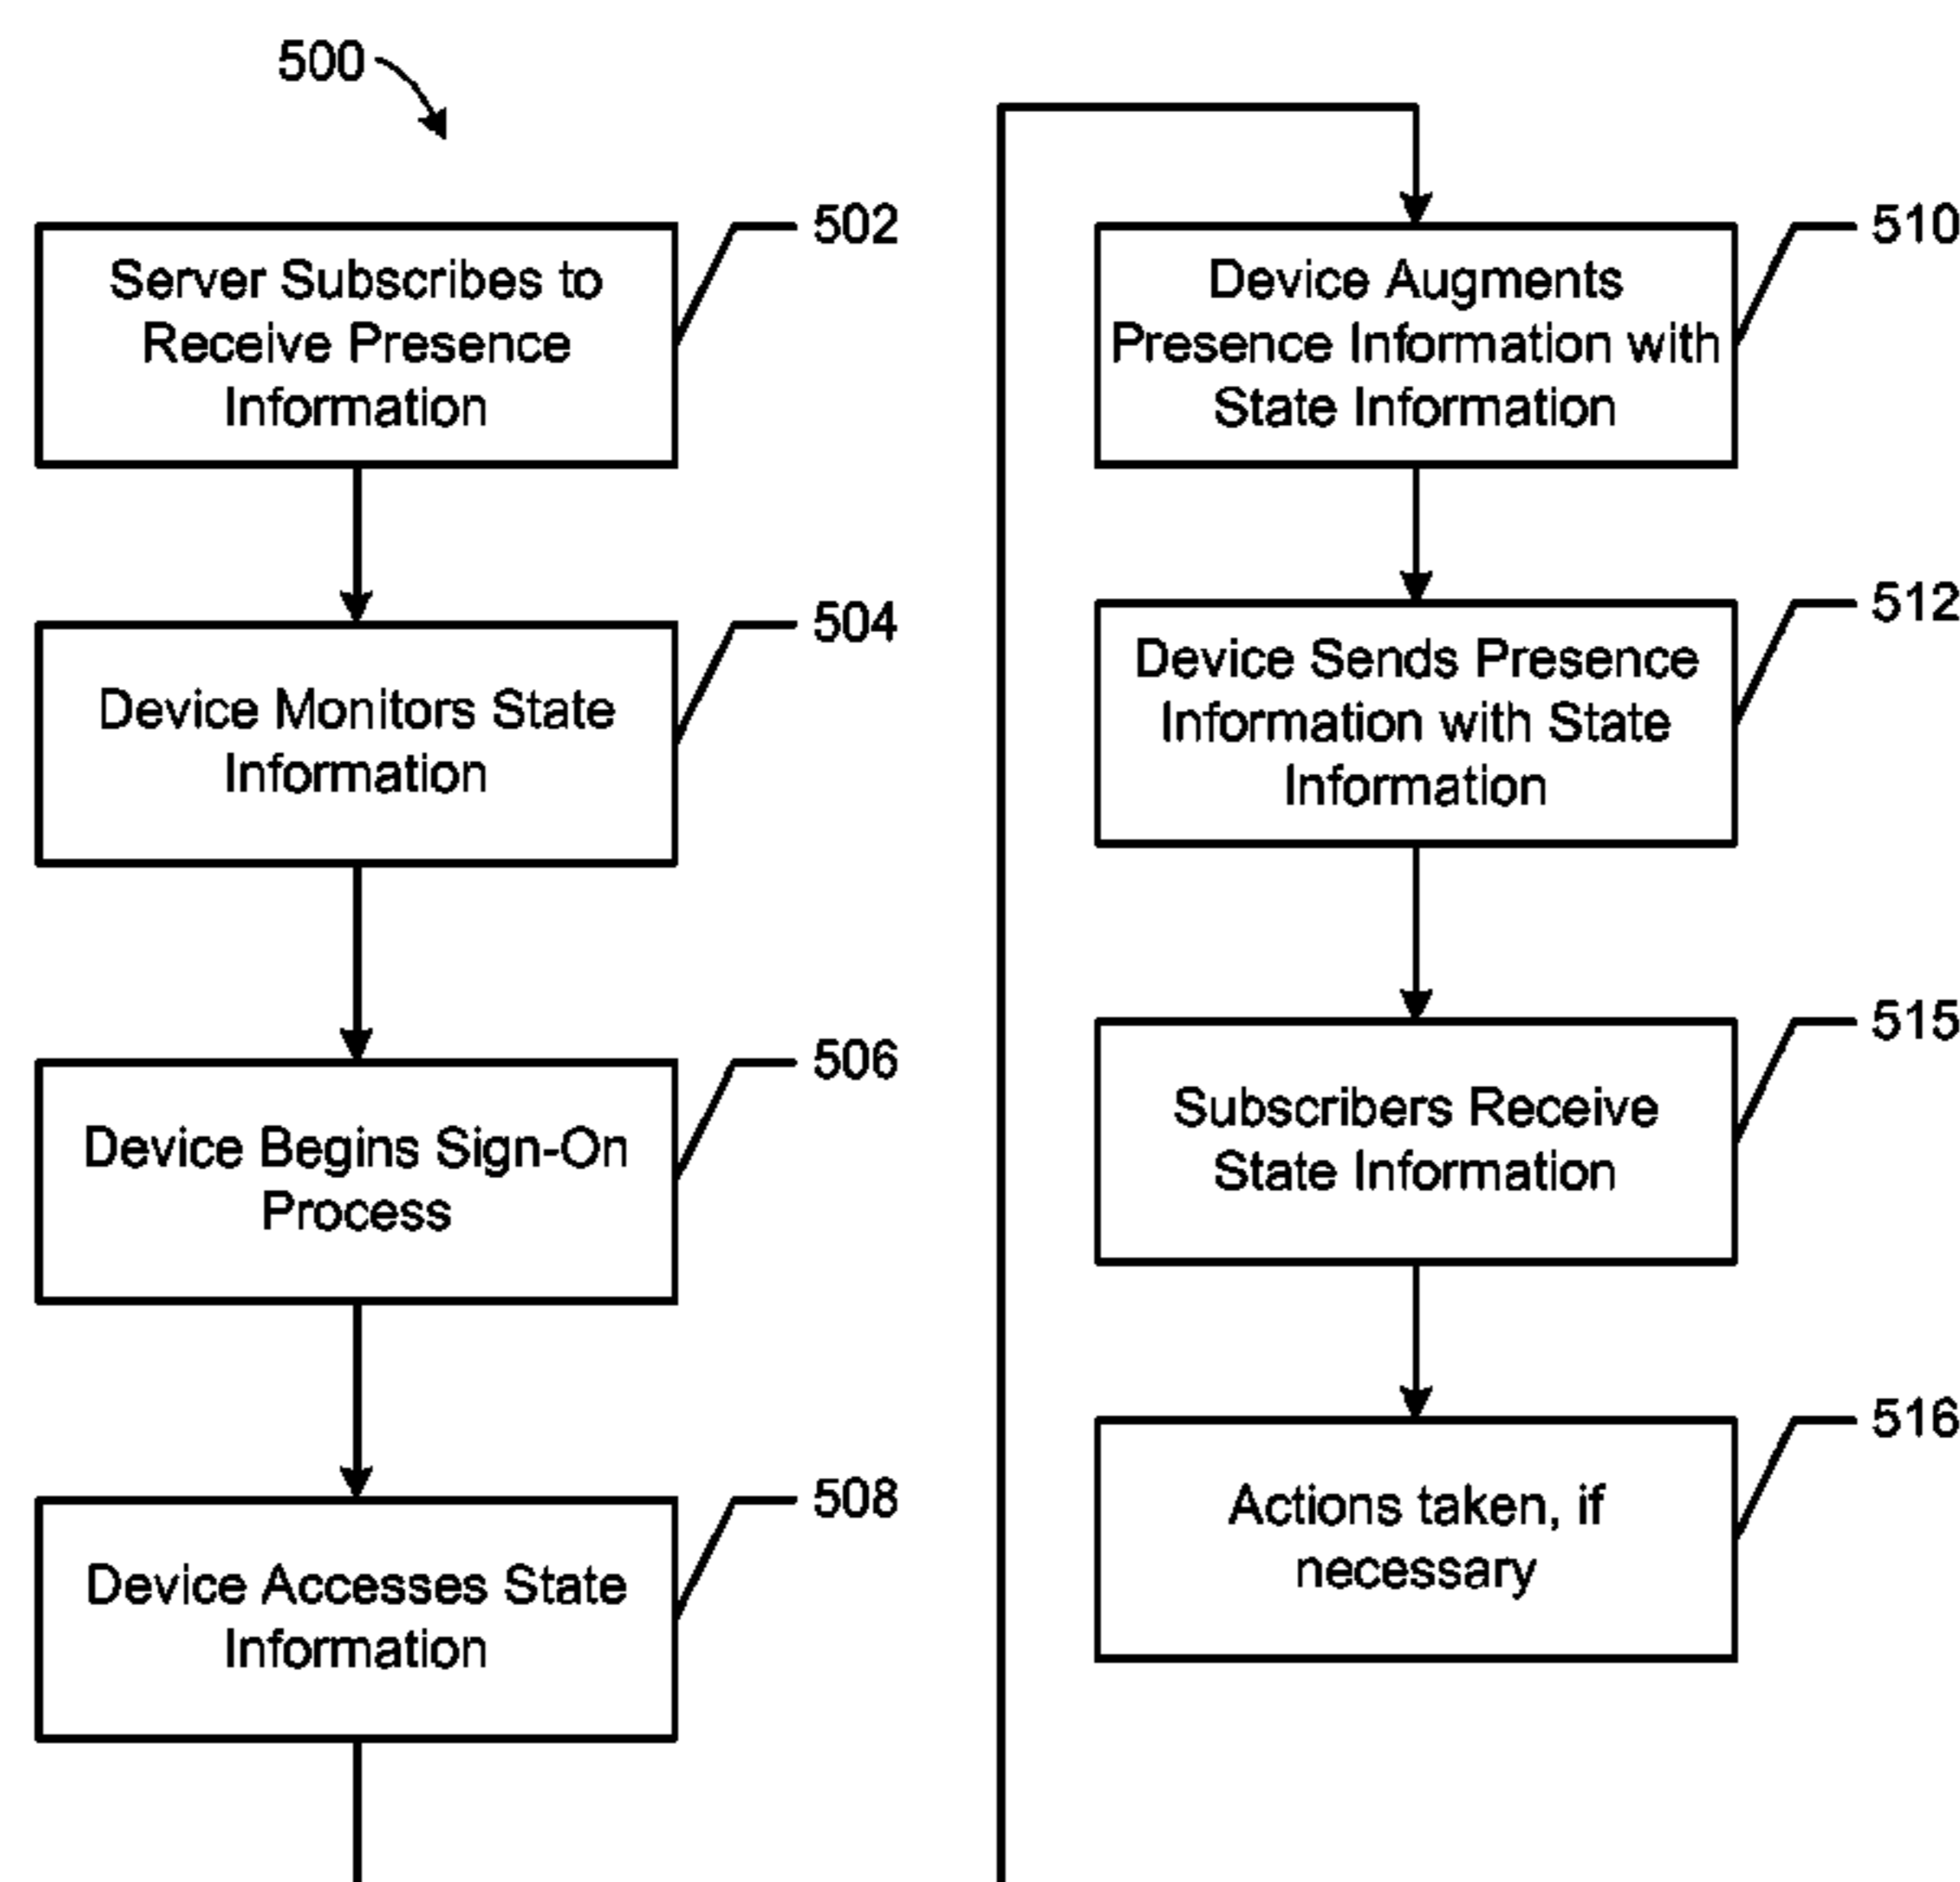 500
502
Server Subscribes to
Receive Presence
Information
504
Device Monitors State
Information
506
Device Begins Sign-On
Process
508
Device Accesses State
Information
510
Device Augments
Presence Information with
State Information
512
Device Sends Presence
Information with State
Information
515
Subscribers Receive
State Information
516
Actions taken, if
necessary